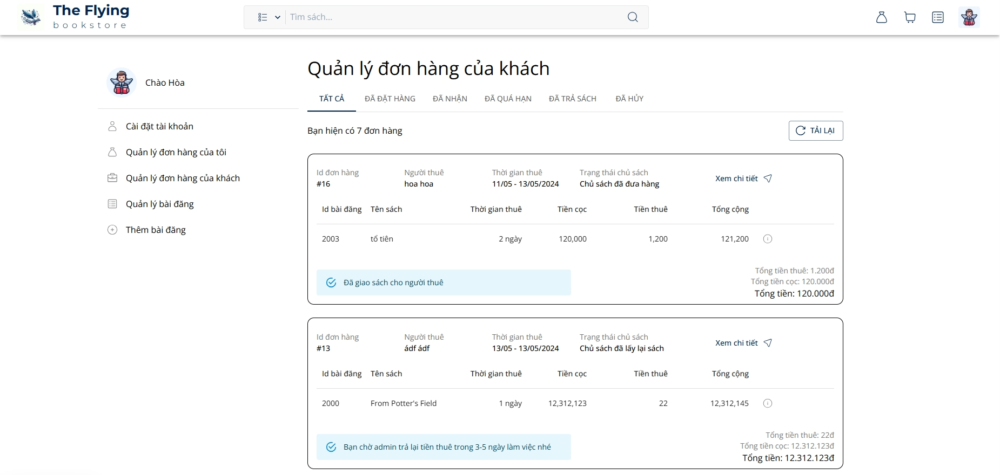 The Flying
bookstore
Tìm sách...
Chào Hòa
Cài đặt tài khoản
Quản lý đơn hàng của tôi
Quản lý đơn hàng của khách
Quản lý bài đăng
Thêm bài đăng
Quản lý đơn hàng của khách
TẤT CẢ ĐÃ ĐẶT HÀNG ĐÃ NHẬN ĐÃ QUÁ HẠN ĐÃ TRẢ SÁCH ĐÃ HỦY
Bạn hiện có 7 đơn hàng TẢI LẠI
Id đơn hàng Người thuê Thời gian thuê Trạng thái chủ sách
#16 hoa hoa 11/05 - 13/05/2024 Chủ sách đã đưa hàng Xem chi tiết
Id bài đăng Tên sách Thời gian thuê Tiền cọc Tiền thuê Tổng cộng
2003 tổ tiên 2 ngày 120,000 1,200 121,200
Đã giao sách cho người thuê
Tổng tiền thuê: 1.200đ
Tổng tiền cọc: 120.000đ
Tổng tiền: 120.000đ
Id đơn hàng Người thuê Thời gian thuê Trạng thái chủ sách
#13 ádf ádf 13/05 - 13/05/2024 Chủ sách đã lấy lại sách Xem chi tiết
Id bài đăng Tên sách Thời gian thuê Tiền cọc Tiền thuê Tổng cộng
2000 From Potter's Field 1 ngày 12,312,123 22 12,312,145
Bạn chờ admin trả lại tiền thuê trong 3-5 ngày làm việc nhé
Tổng tiền thuê: 22đ
Tổng tiền cọc: 12.312.123đ
Tổng tiền: 12.312.123đ